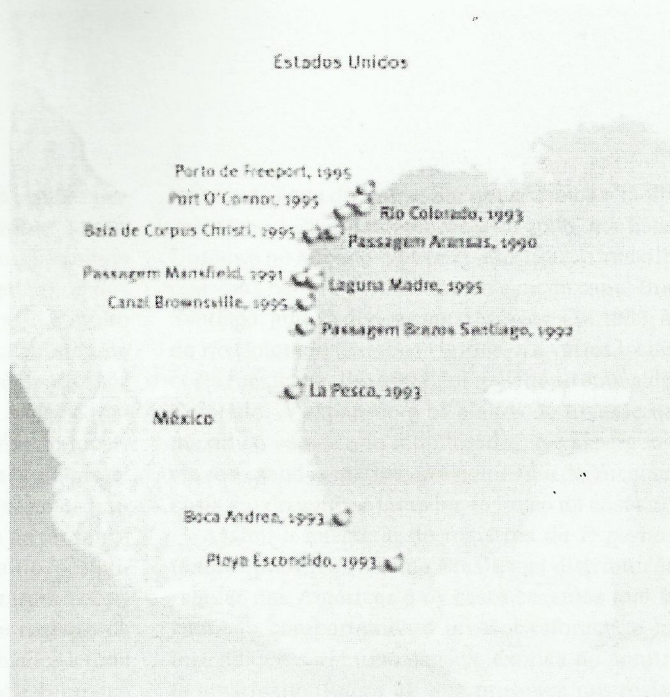 Estados Unidos
Porto de Freeport, 1995
Port O'Connor, 1995
Rio Colorado, 1993
Baía de Corpus Christi, 1995
Passagem Aransas, 1990
Passagem Mansfield, 1991
Laguna Madre, 1995
Canal Brownsville, 1995
Passagem Brazos Santiago, 1992
La Pesca, 1993
México
Boca Andrea, 1993
Playa Escondido, 1993